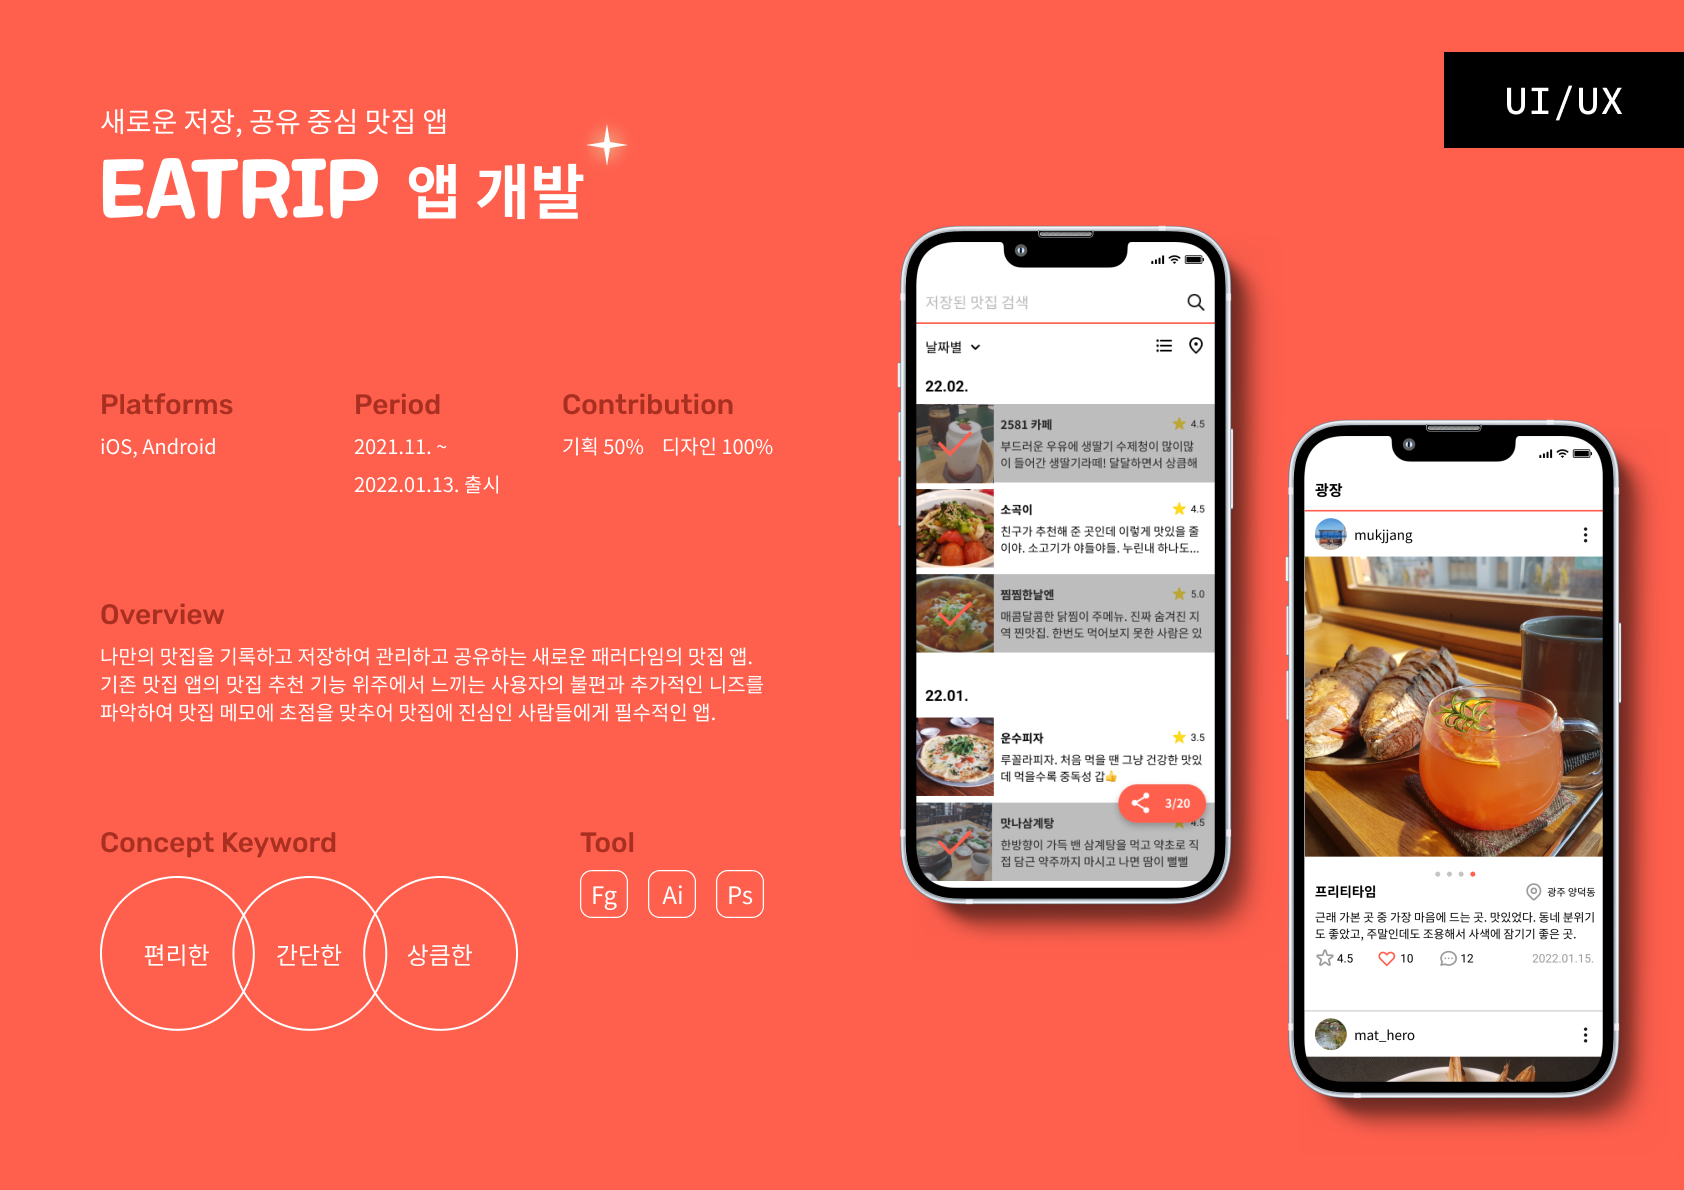 UI/UX
새로운 저장, 공유 중심 맛집 앱
EATRIP 앱 개발
Platforms
iOS, Android
Period
2021.11. ~
2022.01.13. 출시
Contribution
기획 50% 디자인 100%
Overview
나만의 맛집을 기록하고 저장하여 관리하고 공유하는 새로운 패러다임의 맛집 앱.
기존 맛집 앱의 맛집 추천 기능 위주에서 느끼는 사용자의 불편과 추가적인 니즈를
파악하여 맛집 메모에 초점을 맞추어 맛집에 진심인 사람들에게 필수적인 앱.
Concept Keyword
편리한
간단한
상큼한
Tool
Fg
Ai
Ps
저장된 맛집 검색
날짜별
22.02.
2581 카페
4.5
부드러운 우유에 생딸기 수제청이 많이많
이 들어간 생딸기라떼! 달달하면서 상큼해
소곡이
4.5
친구가 추천해 준 곳인데 이렇게 맛있을 줄
이야. 소고기가 야들야들. 누린내 하나도...
찜찜한날엔
5.0
매콤달콤한 닭찜이 주메뉴. 진짜 숨겨진 지
역 찐맛집. 한번도 먹어보지 못한 사람은 있
22.01.
운수피자
3.5
루꼴라피자. 처음 먹을 땐 그냥 건강한 맛있
데 먹을수록 중독성 갑👍
3/20
맛나삼계탕
4.5
한방향이 가득 밴 삼계탕을 먹고 약초로 직
접 담근 약주까지 마시고 나면 땀이 뻘뻘
광장
mukjjang
프리티타임
광주 양덕동
근래 가본 곳 중 가장 마음에 드는 곳. 맛있었다. 동네 분위기
도 좋았고, 주말인데도 조용해서 사색에 잠기기 좋은 곳.
4.5 10 12 2022.01.15.
mat_hero